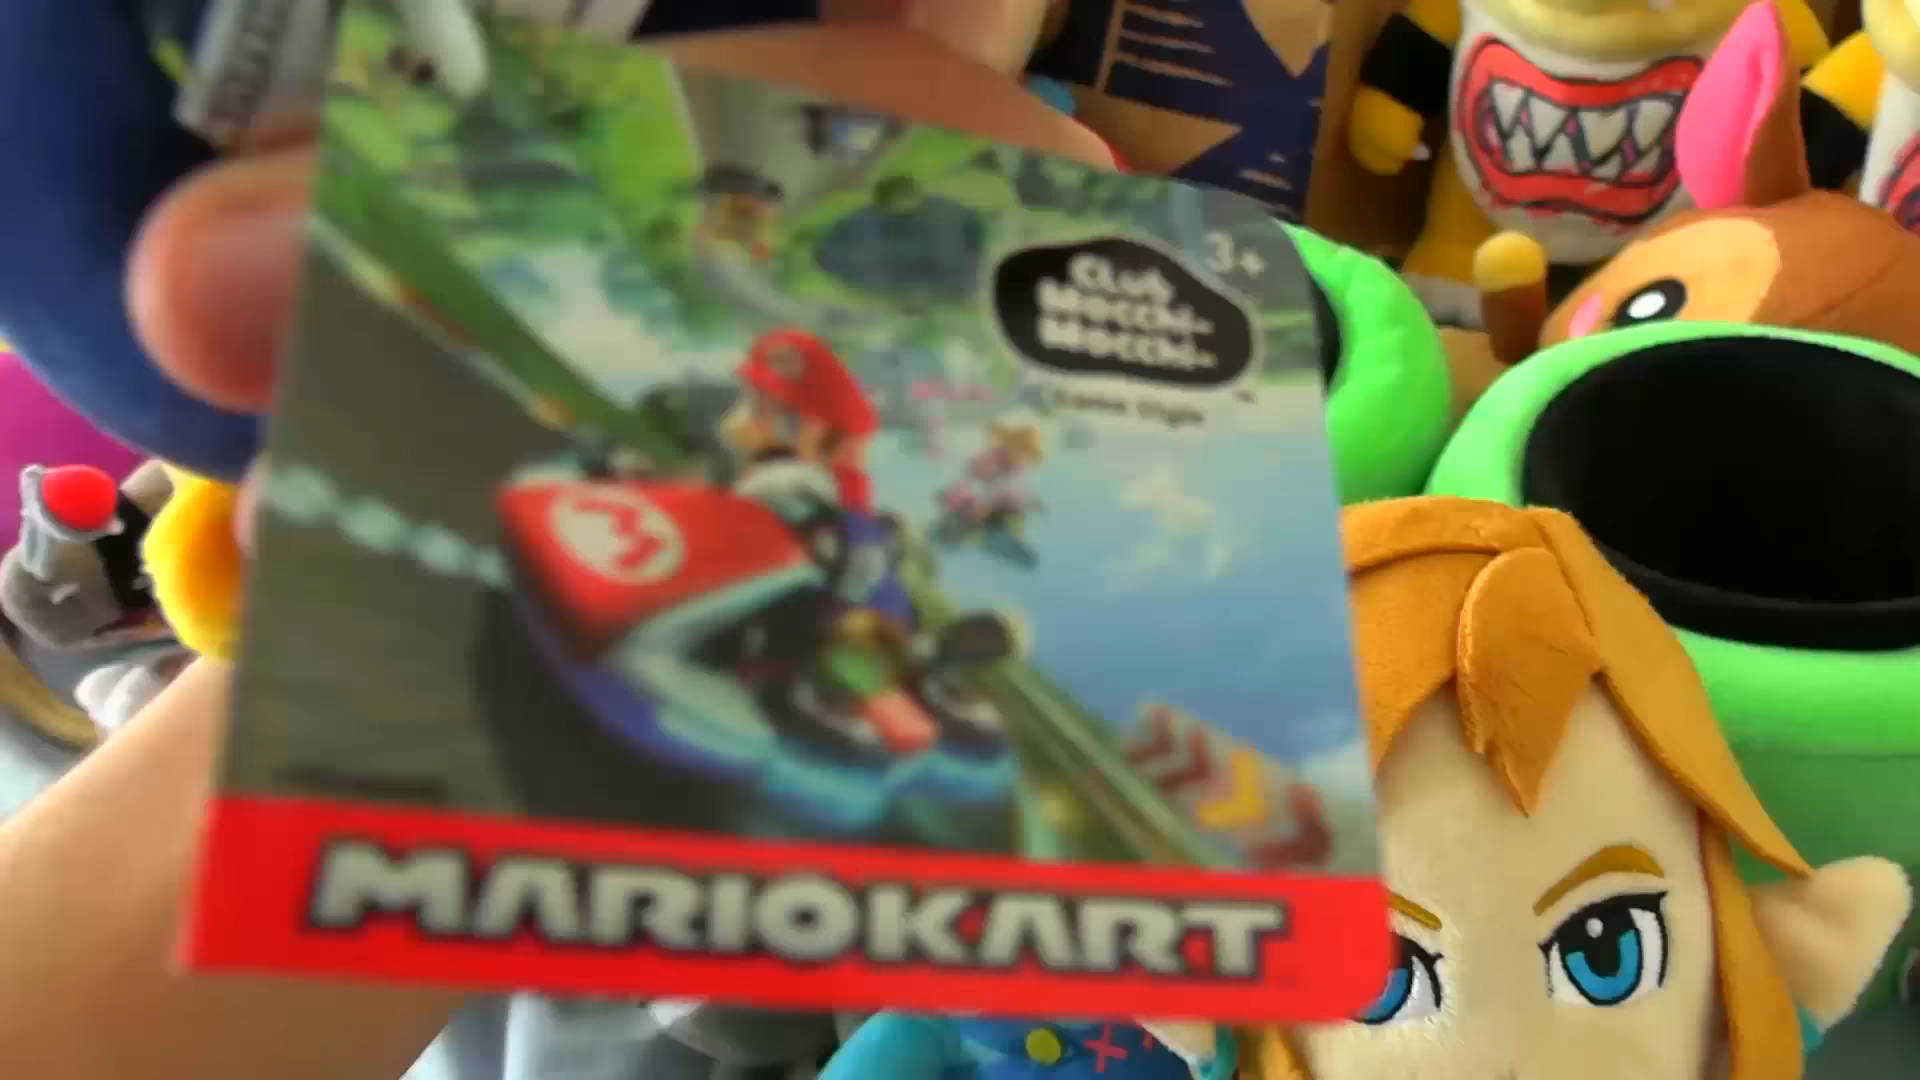 3+
CLUB
Mocchi-
Mocchi-
MARIOKART